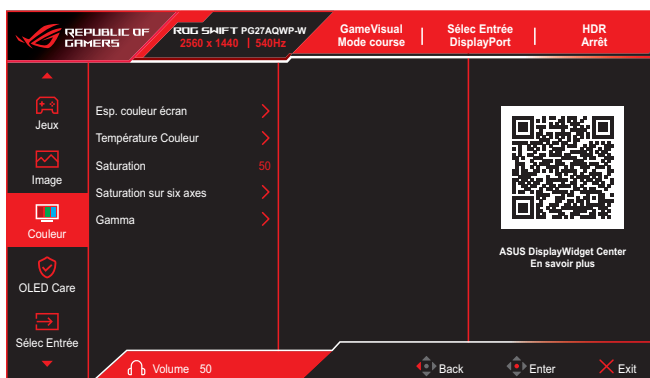 REPUBLIC OF
GAMERS
ROG SWIFT PG27AQWP-W
2560 x 1440 | 540Hz
GameVisual
Mode course
Sélec Entrée
DisplayPort
HDR
Arrêt
Jeux
Image
Couleur
OLED Care
Sélec Entrée
Esp. couleur écran
Température Couleur
Saturation 50
Saturation sur six axes
Gamma
ASUS DisplayWidget Center
En savoir plus
Volume 50
Back
Enter
Exit